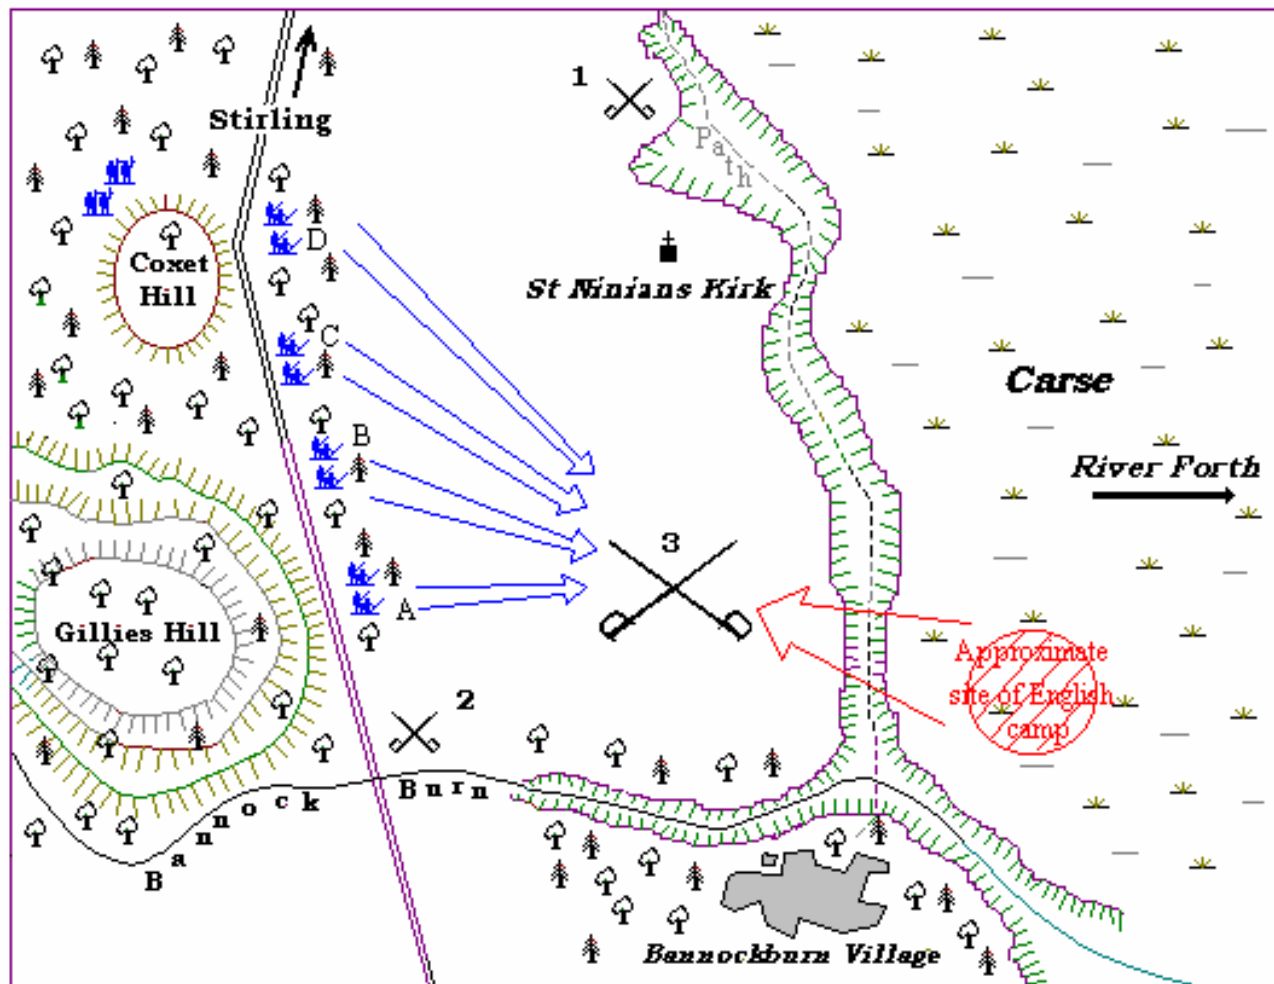 1
Stirling
Path
D
Coxet
Hill
St Ninians Kirk
C
Carse
B
River Forth
3
A
Gillies Hill
Approximate
site of English
camp
2
Bannock Burn
Bannockburn Village